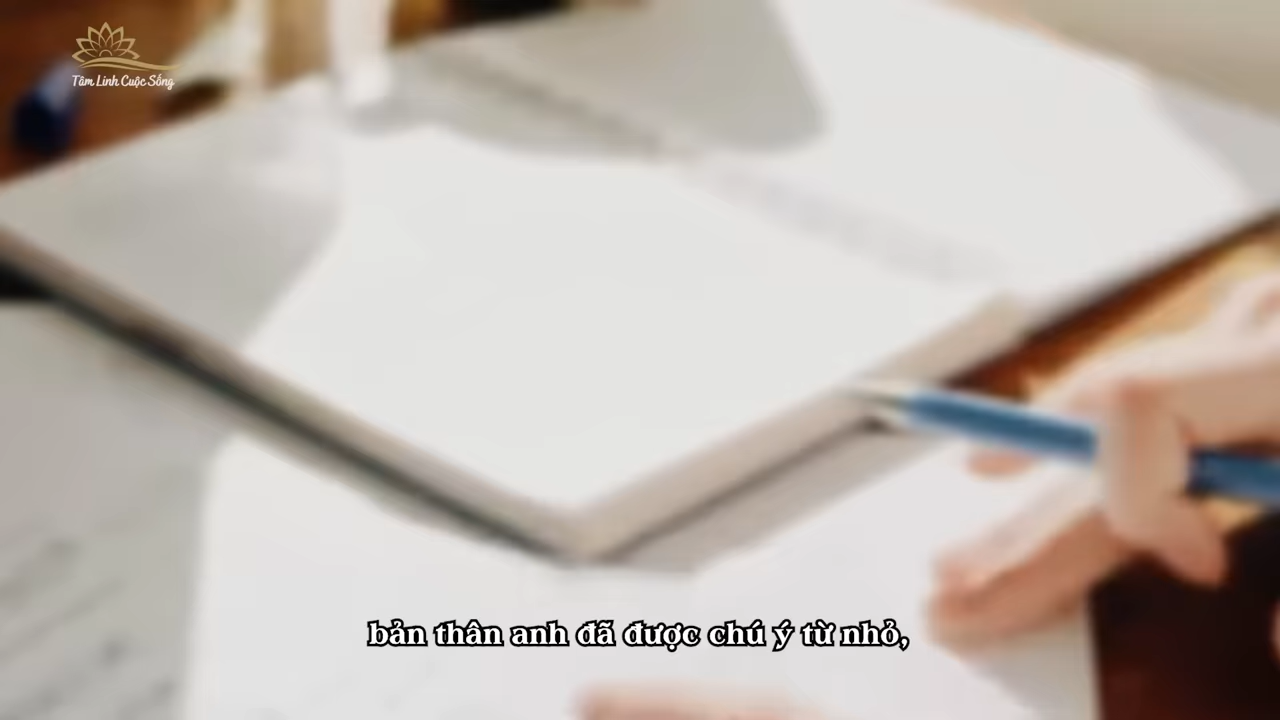 Tâm Linh Cuộc Sống
bản thân anh đã được chú ý từ nhỏ,